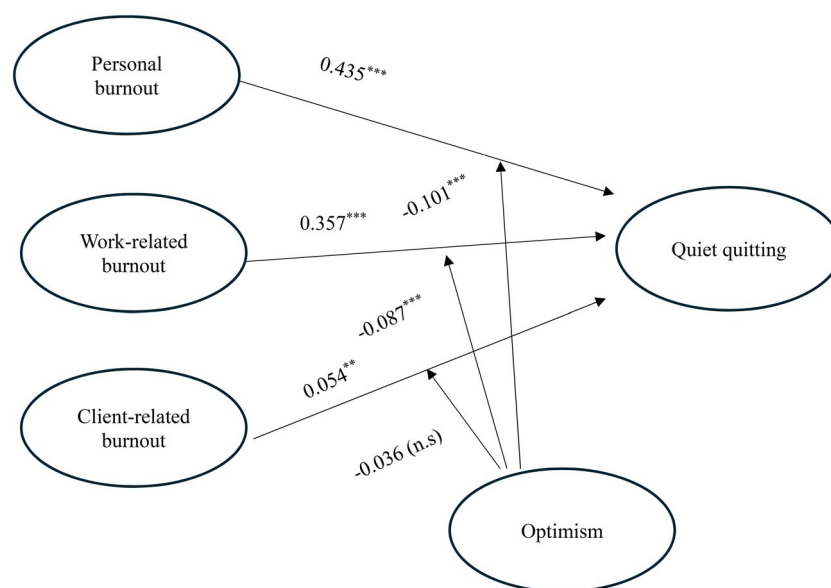 Personal
burnout
0.435***
-0.101***
Work-related
burnout
0.357***
Quiet quitting
-0.087***
0.054**
Client-related
burnout
-0.036 (n.s)
Optimism